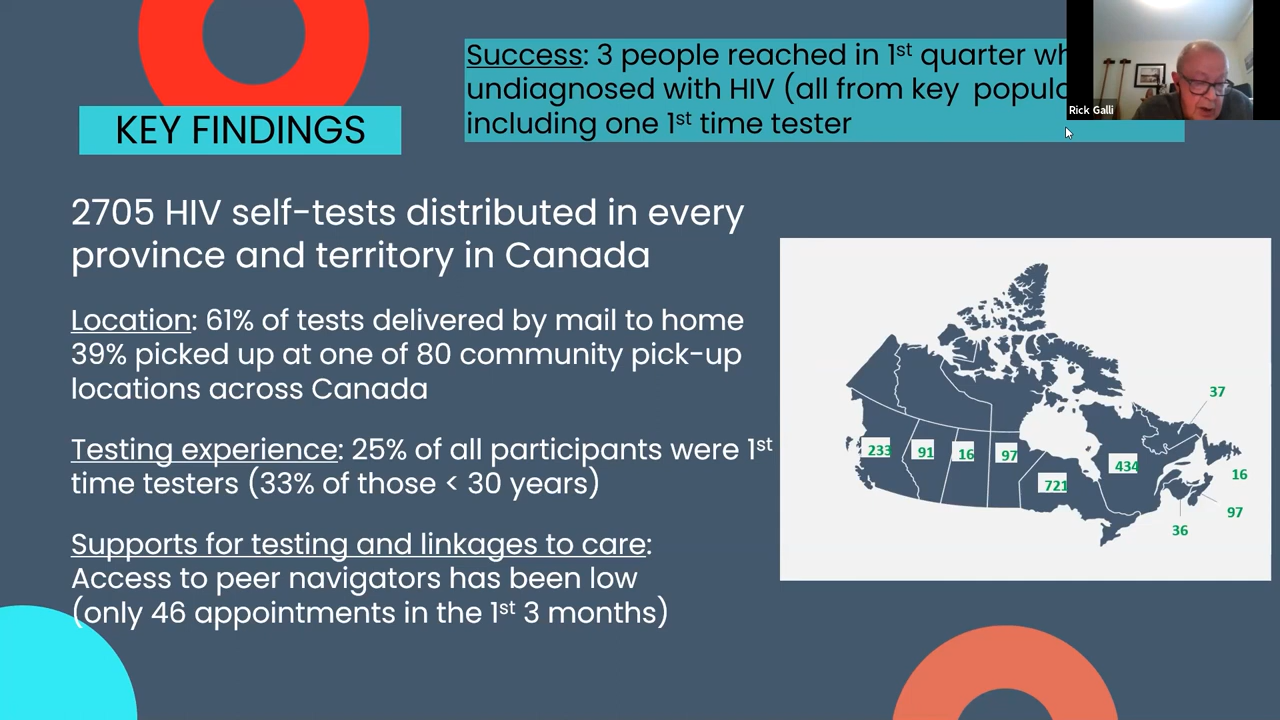 Success: 3 people reached in 1st quarter
undiagnosed with HIV (all from key
including one 1st time tester
Rick Galli
KEY FINDINGS
2705 HIV self-tests distributed in every
province and territory in Canada
Location: 61% of tests delivered by mail to home
39% picked up at one of 80 community pick-up
locations across Canada
Testing experience: 25% of all participants were 1st
time testers (33% of those < 30 years)
Supports for testing and linkages to care:
Access to peer navigators has been low
(only 46 appointments in the 1st 3 months)
37
233
91
16
97
434
721
16
97
36